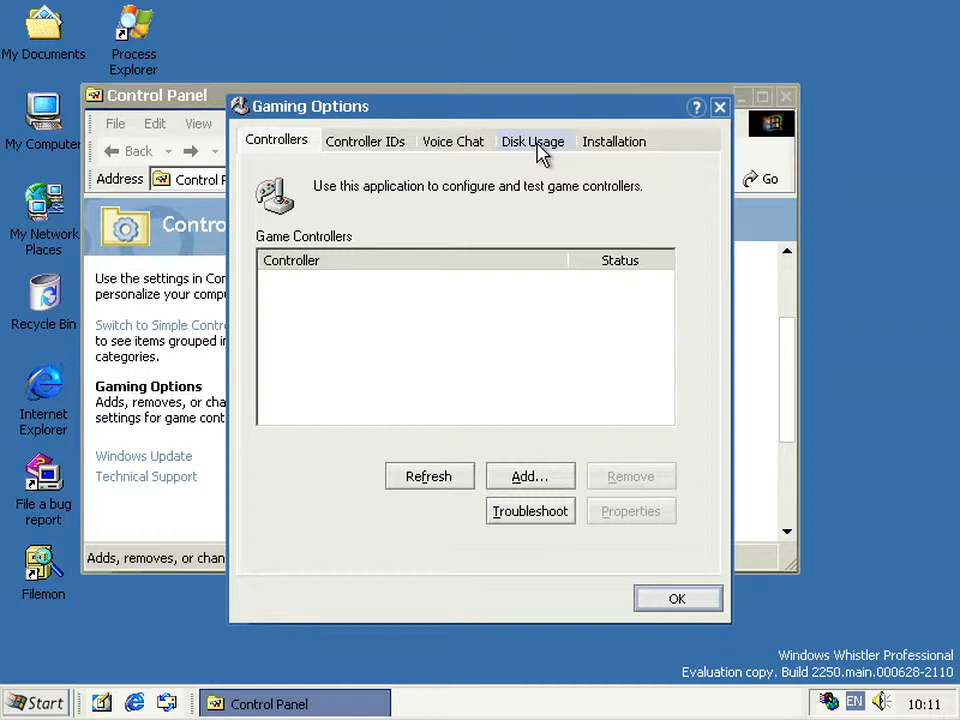 My Documents
Process
Explorer
My Computer
My Network
Places
Recycle Bin
Internet
Explorer
File a bug
report
Filemon
Control Panel
File Edit View
Back
Address Control P
Go
Contro
Use the settings in Con
personalize your compu
Switch to Simple Contro
to see items grouped in
categories.
Gaming Options
Adds, removes, or cha
settings for game cont
Windows Update
Technical Support
Adds, removes, or chan
Gaming Options
Controllers Controller IDs Voice Chat Disk Usage Installation
Use this application to configure and test game controllers.
Game Controllers
Controller Status
Refresh Add... Remove
Troubleshoot Properties
OK
Windows Whistler Professional
Evaluation copy. Build 2250.main.000628-2110
Start Control Panel EN 10:11